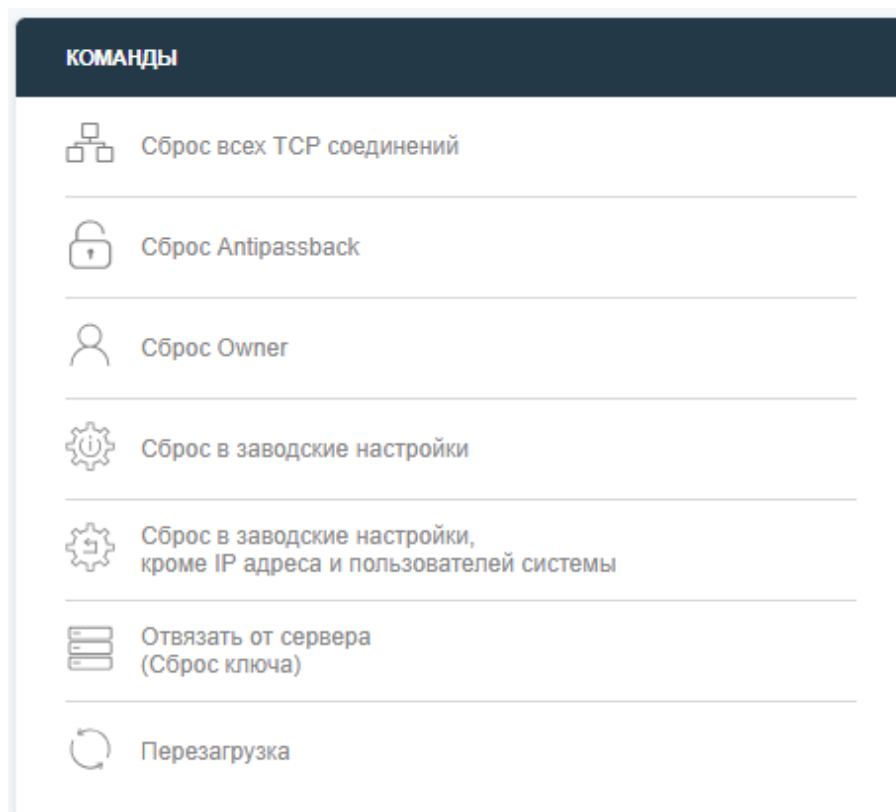 КОМАНДЫ
Сброс всех TCP соединений
Сброс Antipassback
Сброс Owner
Сброс в заводские настройки
Сброс в заводские настройки,
кроме IP адреса и пользователей системы
Отвязать от сервера
(Сброс ключа)
Перезагрузка